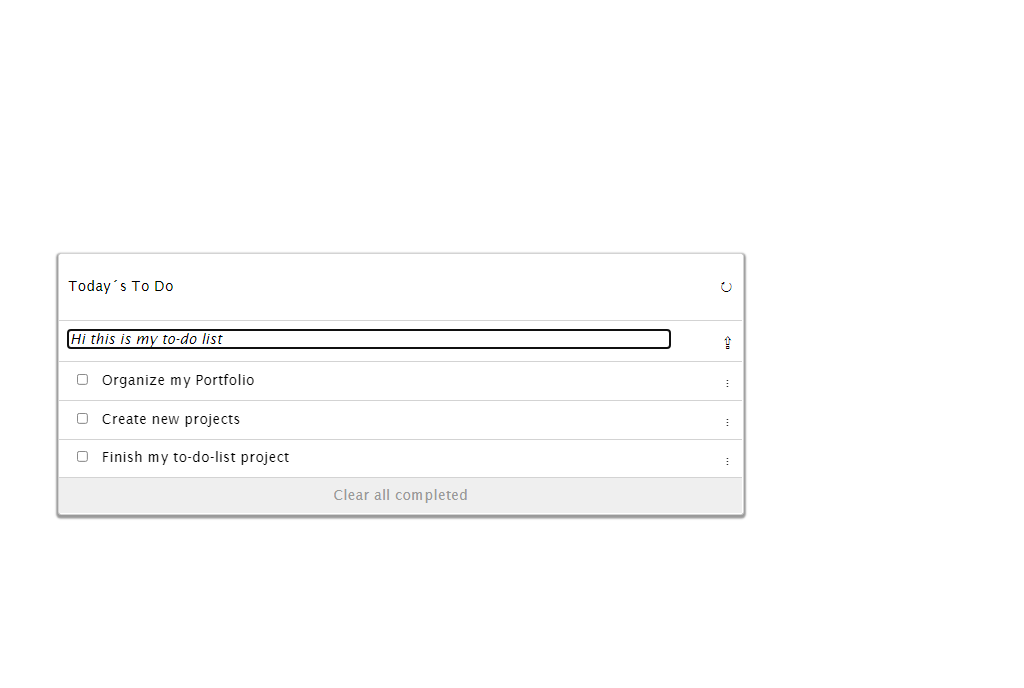 Today´s To Do
Hi this is my to-do list
Organize my Portfolio
Create new projects
Finish my to-do-list project
Clear all completed